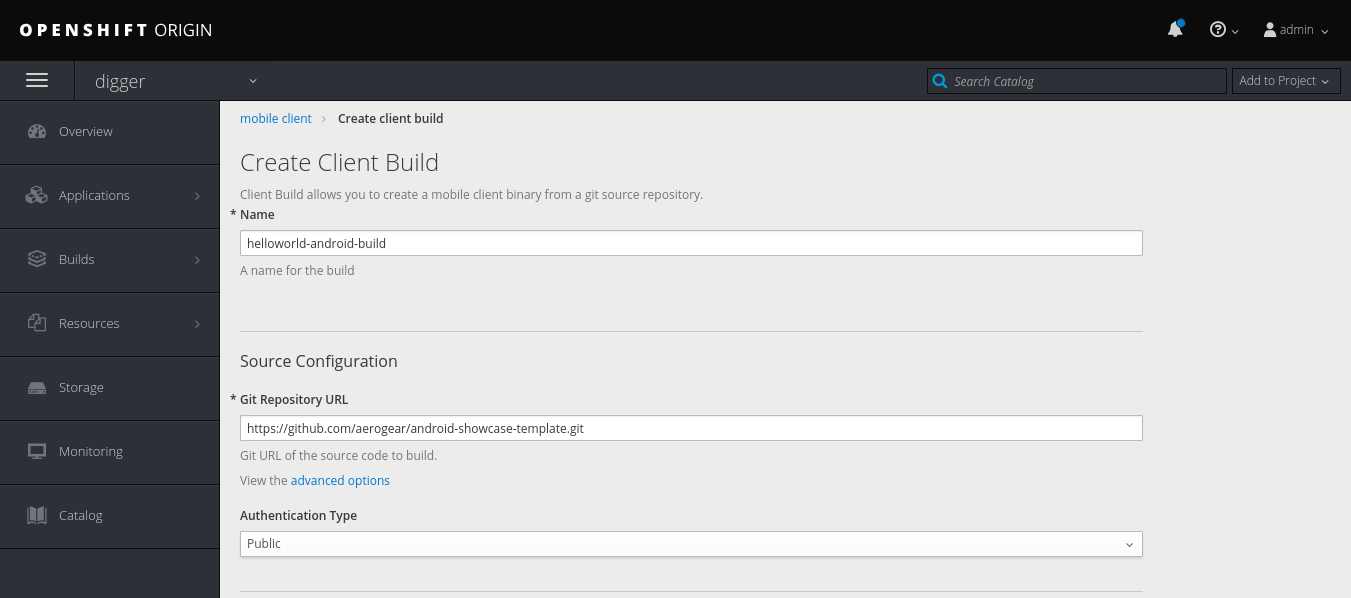 OPENSHIFT ORIGIN
admin
digger
Search Catalog
Add to Project
Overview
Applications
Builds
Resources
Storage
Monitoring
Catalog
mobile client › Create client build
Create Client Build
Client Build allows you to create a mobile client binary from a git source repository.
* Name
helloworld-android-build
A name for the build
Source Configuration
* Git Repository URL
https://github.com/aerogear/android-showcase-template.git
Git URL of the source code to build.
View the advanced options
Authentication Type
Public